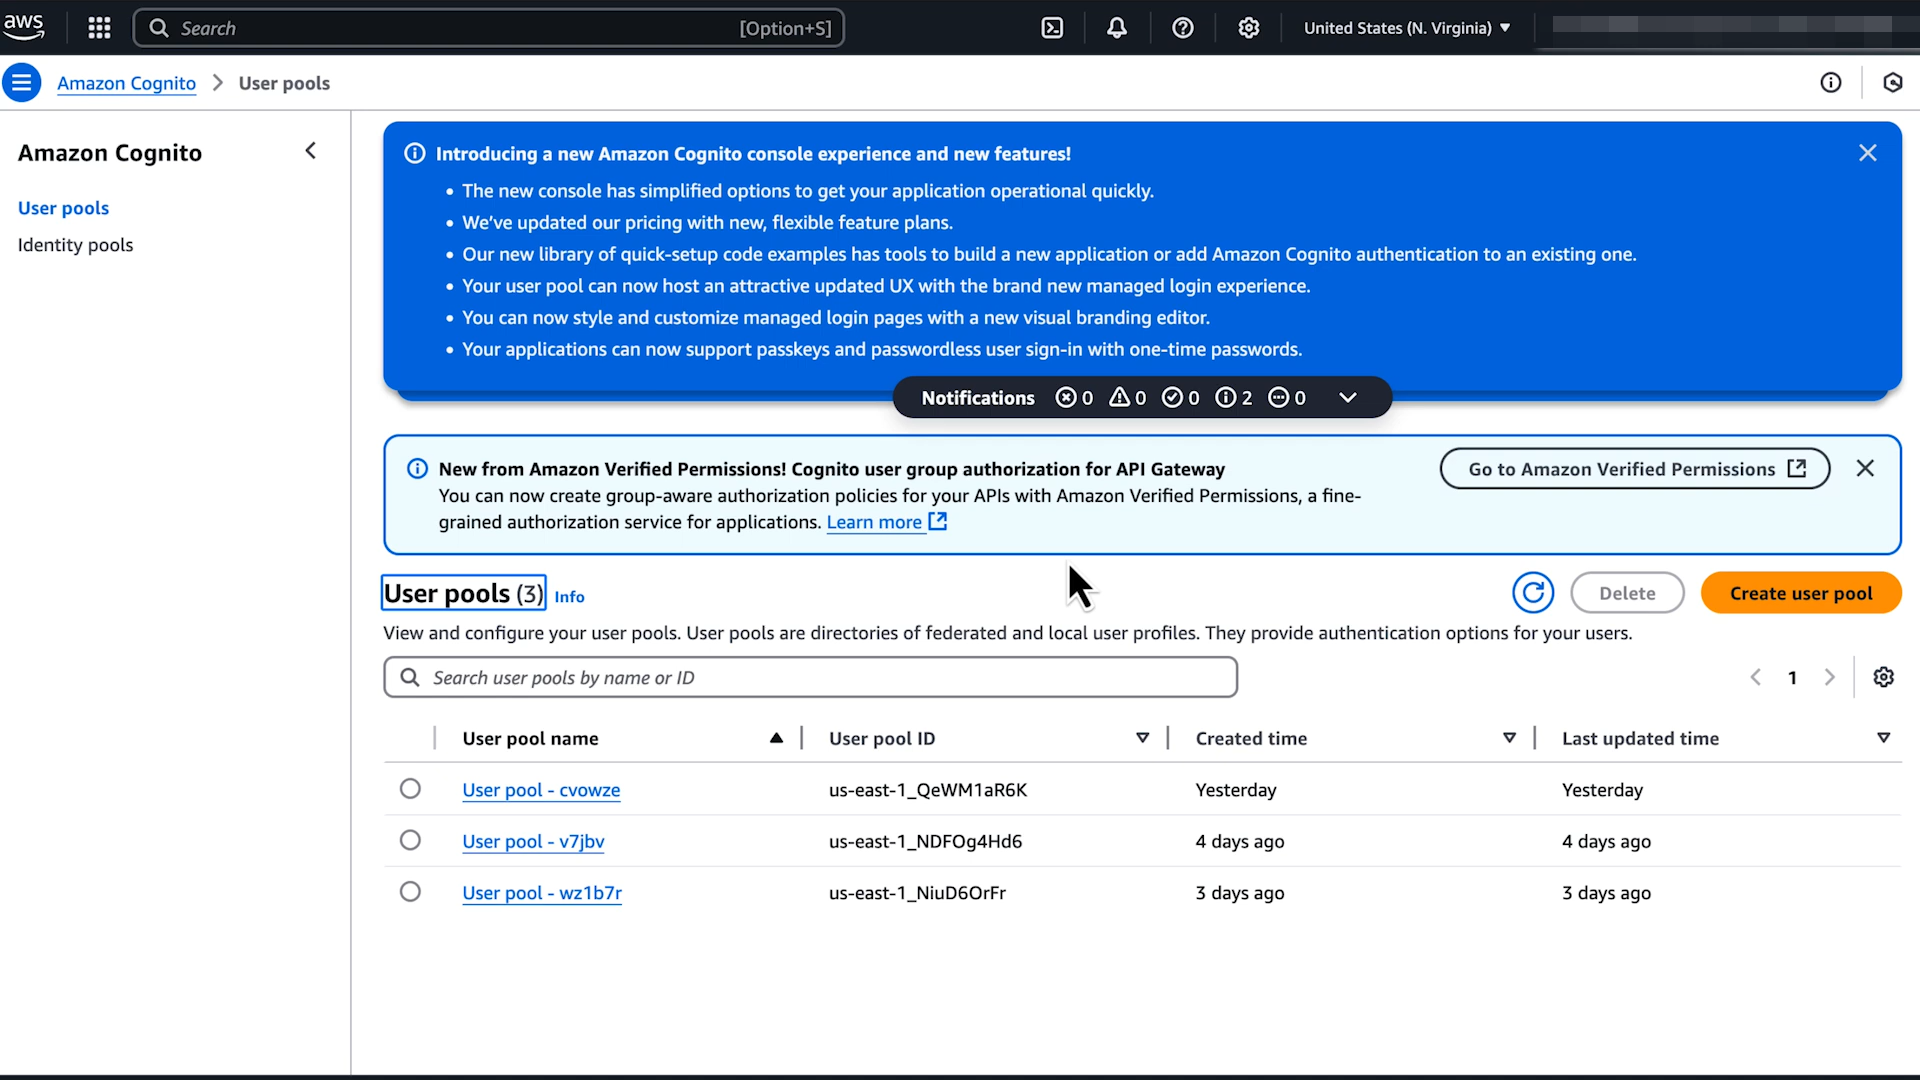 aws
Search [Option+S]
United States (N. Virginia)
Amazon Cognito User pools
Amazon Cognito
User pools
Identity pools
Introducing a new Amazon Cognito console experience and new features!
• The new console has simplified options to get your application operational quickly.
• We've updated our pricing with new, flexible feature plans.
• Our new library of quick-setup code examples has tools to build a new application or add Amazon Cognito authentication to an existing one.
• Your user pool can now host an attractive updated UX with the brand new managed login experience.
• You can now style and customize managed login pages with a new visual branding editor.
• Your applications can now support passkeys and passwordless user sign-in with one-time passwords.
Notifications 0 0 0 2 0
New from Amazon Verified Permissions! Cognito user group authorization for API Gateway
You can now create group-aware authorization policies for your APIs with Amazon Verified Permissions, a fine-
grained authorization service for applications. Learn more
Go to Amazon Verified Permissions
User pools (3) Info
Delete
Create user pool
View and configure your user pools. User pools are directories of federated and local user profiles. They provide authentication options for your users.
Search user pools by name or ID
1
User pool name User pool ID Created time Last updated time
User pool - cvowze us-east-1_QeWM1aR6K Yesterday Yesterday
User pool - v7jbv us-east-1_NDFOg4Hd6 4 days ago 4 days ago
User pool - wz1b7r us-east-1_NiuD6OrFr 3 days ago 3 days ago